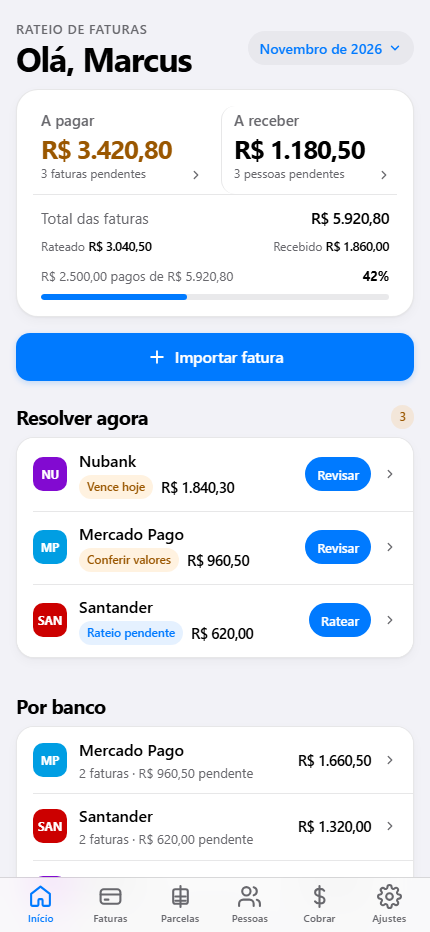 RATEIO DE FATURAS
Olá, Marcus
Novembro de 2026
A pagar
R$ 3.420,80
3 faturas pendentes
A receber
R$ 1.180,50
3 pessoas pendentes
Total das faturas R$ 5.920,80
Rateado R$ 3.040,50 Recebido R$ 1.860,00
R$ 2.500,00 pagos de R$ 5.920,80 42%
Importar fatura
Resolver agora 3
NU
Nubank
Vence hoje R$ 1.840,30
Revisar
MP
Mercado Pago
Conferir valores R$ 960,50
Revisar
SAN
Santander
Rateio pendente R$ 620,00
Ratear
Por banco
MP
Mercado Pago
2 faturas · R$ 960,50 pendente
R$ 1.660,50
SAN
Santander
2 faturas · R$ 620,00 pendente
R$ 1.320,00
Início Faturas Parcelas Pessoas Cobrar Ajustes